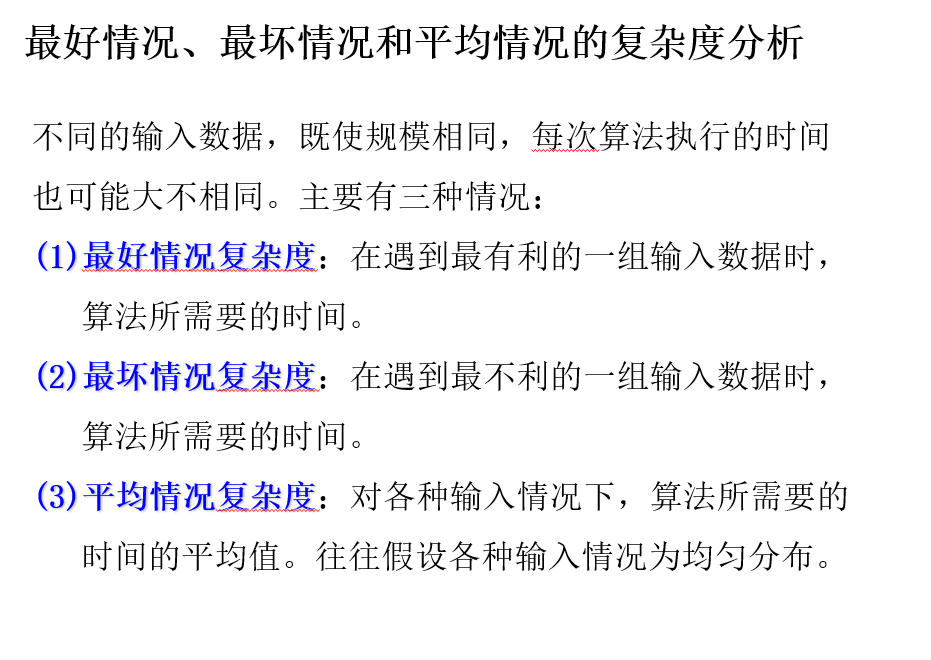 最好情况、最坏情况和平均情况的复杂度分析
不同的输入数据，既使规模相同，每次算法执行的时间
也可能大不相同。主要有三种情况：
(1)最好情况复杂度：在遇到最有利的一组输入数据时，
算法所需要的时间。
(2)最坏情况复杂度：在遇到最不利的一组输入数据时，
算法所需要的时间。
(3)平均情况复杂度：对各种输入情况下，算法所需要的
时间的平均值。往往假设各种输入情况为均匀分布。